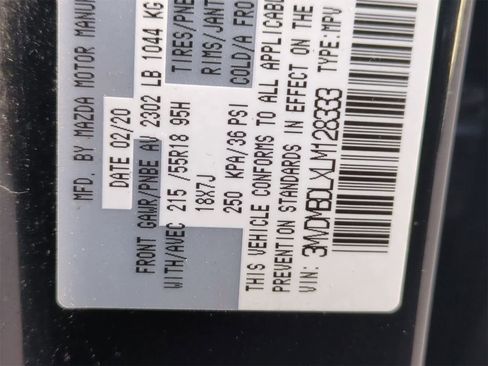 MFD. BY MAZDA MOTOR MANU
DATE 02/20
FRONT GAWR/PNBE AV 2302 LB 1044 KG
WITH/AVEC 215/55R18 95H TIRES/PNE
18X7J RIMS/JANT
250 KPA/36 PSI COLD/A FRO
THIS VEHICLE CONFORMS TO ALL APPLICABL
PREVENTION STANDARDS IN EFFECT ON THE
VIN: 3MVDMBDLXLM128333 TYPE: MPV